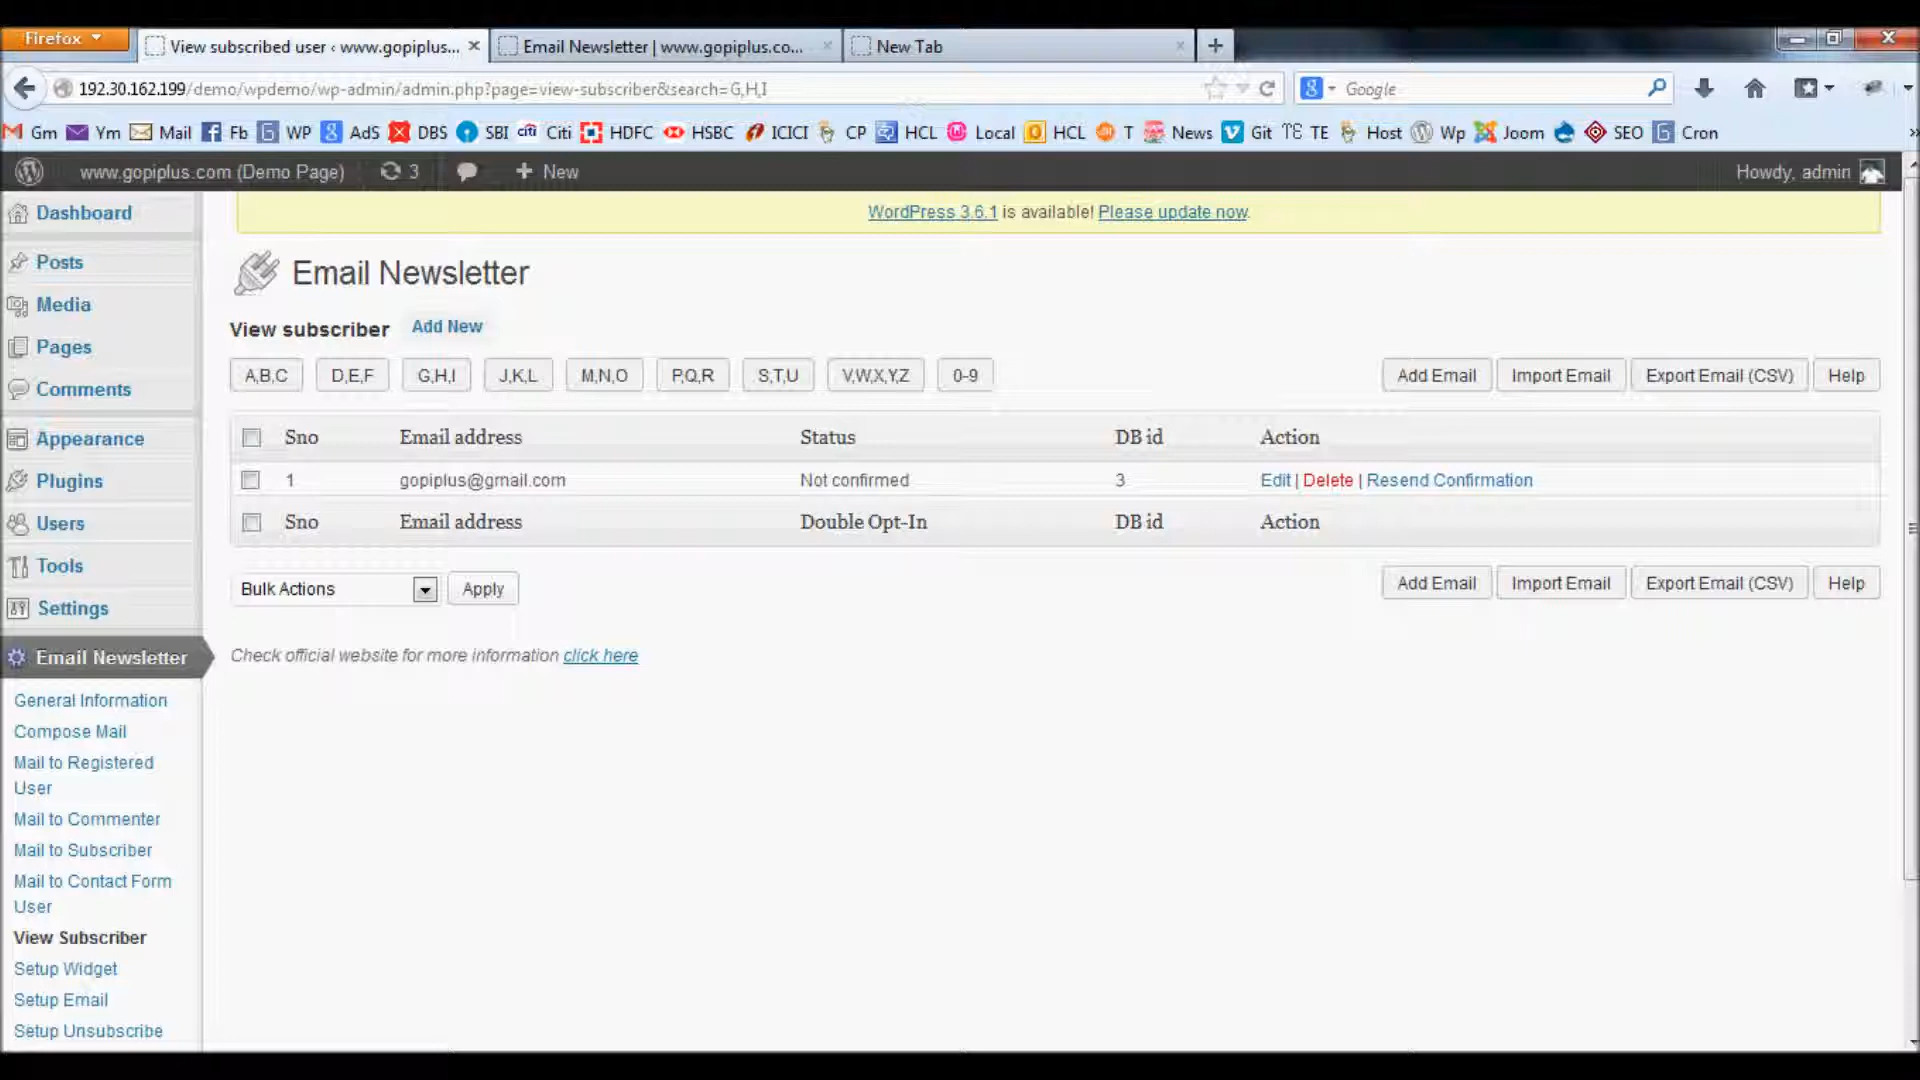 Firefox
View subscribed user ‹ www.gopiplus...
Email Newsletter | www.gopiplus.co...
New Tab
192.30.162.199/demo/wpdemo/wp-admin/admin.php?page=view-subscriber&search=G,H,I
Google
Gm Ym Mail Fb WP AdS DBS SBI Citi HDFC HSBC ICICI CP HCL Local HCL T News Git TE Host Wp Joom SEO Cron
www.gopiplus.com (Demo Page) 3 New Howdy, admin
WordPress 3.6.1 is available! Please update now.
Dashboard
Posts
Media
Pages
Comments
Appearance
Plugins
Users
Tools
Settings
Email Newsletter
General Information
Compose Mail
Mail to Registered
User
Mail to Commenter
Mail to Subscriber
Mail to Contact Form
User
View Subscriber
Setup Widget
Setup Email
Setup Unsubscribe
Email Newsletter
View subscriber Add New
A,B,C D,E,F G,H,I J,K,L M,N,O P,Q,R S,T,U V,W,X,Y,Z 0-9 Add Email Import Email Export Email (CSV) Help
Sno Email address Status DB id Action
1 gopiplus@gmail.com Not confirmed 3 Edit | Delete | Resend Confirmation
Sno Email address Double Opt-In DB id Action
Bulk Actions Apply Add Email Import Email Export Email (CSV) Help
Check official website for more information click here